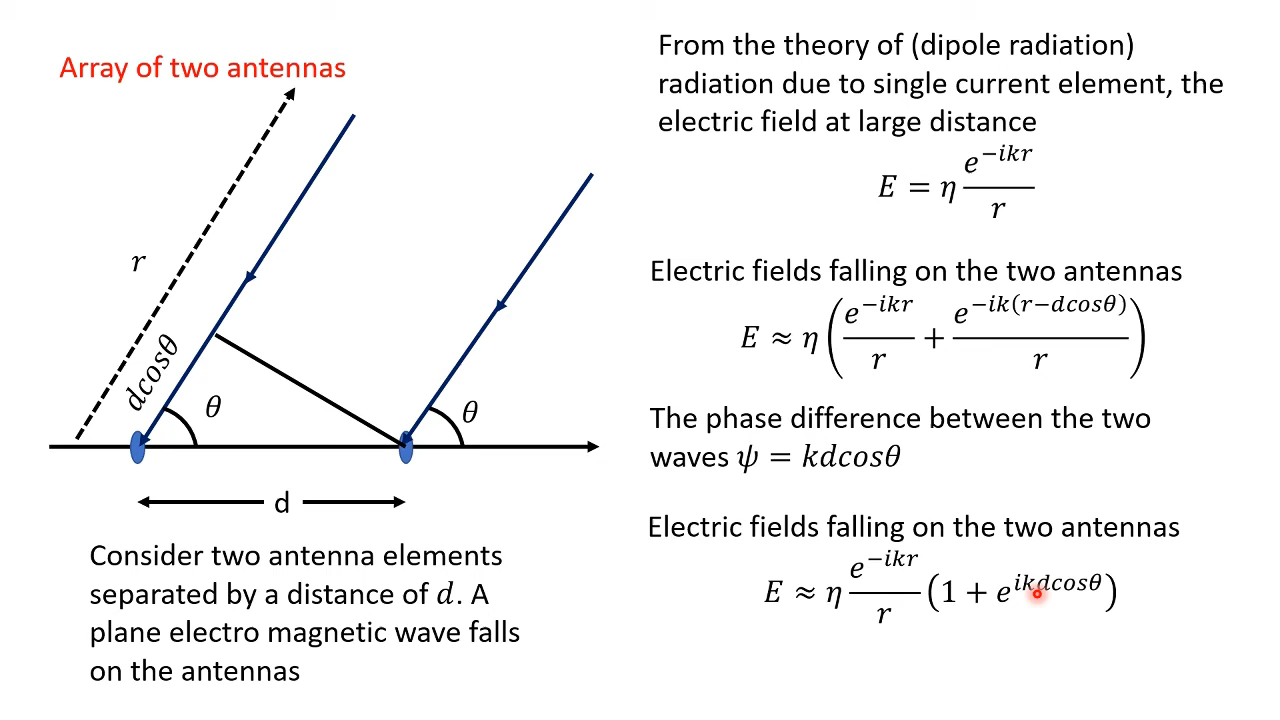 Array of two antennas
r
dcosθ
θ
θ
d
Consider two antenna elements
separated by a distance of d. A
plane electro magnetic wave falls
on the antennas
From the theory of (dipole radiation)
radiation due to single current element, the
electric field at large distance
E = η e^{−ikr}/r
Electric fields falling on the two antennas
E ≈ η (e^{−ikr}/r + e^{−ik(r−dcosθ)}/r)
The phase difference between the two
waves ψ = kdcosθ
Electric fields falling on the two antennas
E ≈ η e^{−ikr}/r (1 + e^{ikdcosθ})